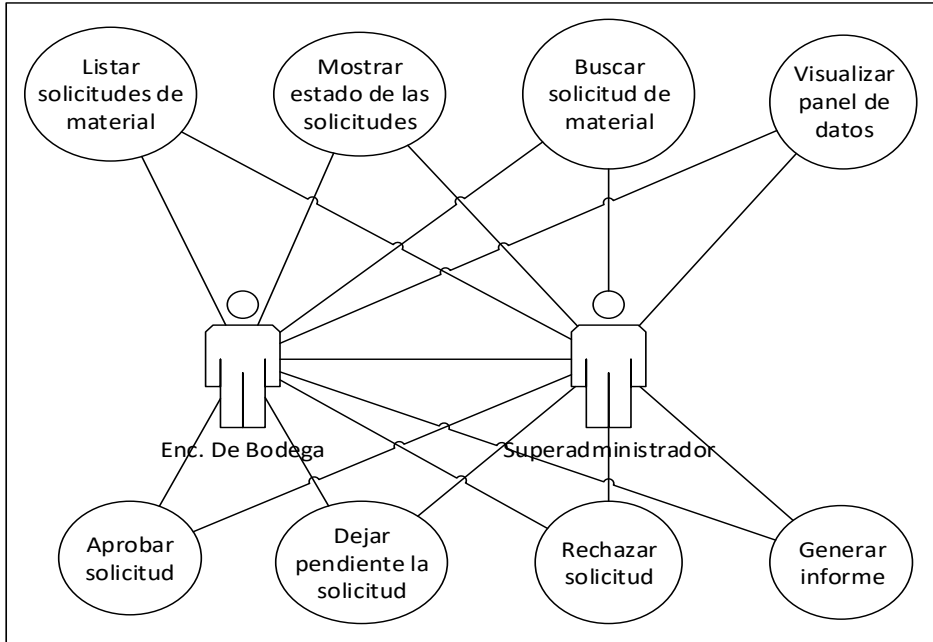 Listar
solicitudes de
material
Mostrar
estado de las
solicitudes
Buscar
solicitud de
material
Visualizar
panel de
datos
Enc. De Bodega
Superadministrador
Aprobar
solicitud
Dejar
pendiente la
solicitud
Rechazar
solicitud
Generar
informe